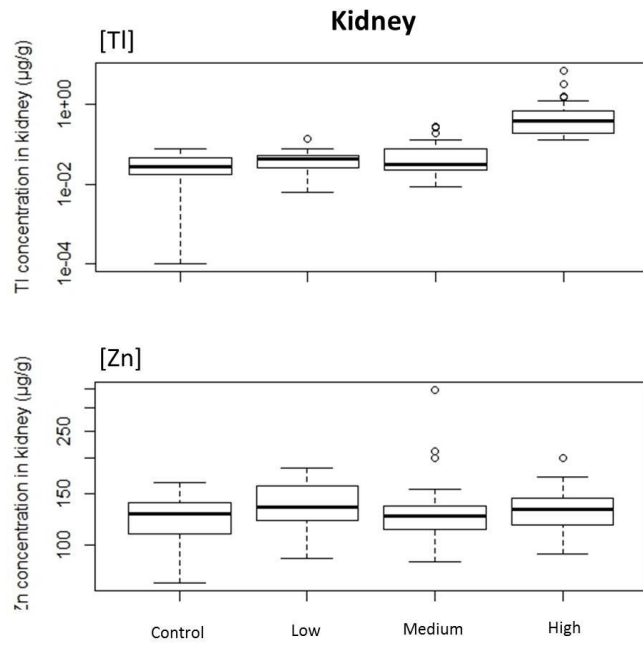 Kidney
[Tl]
Tl concentration in kidney (µg/g)
1e+00
1e-02
1e-04
[Zn]
Zn concentration in kidney (µg/g)
250
150
100
Control Low Medium High